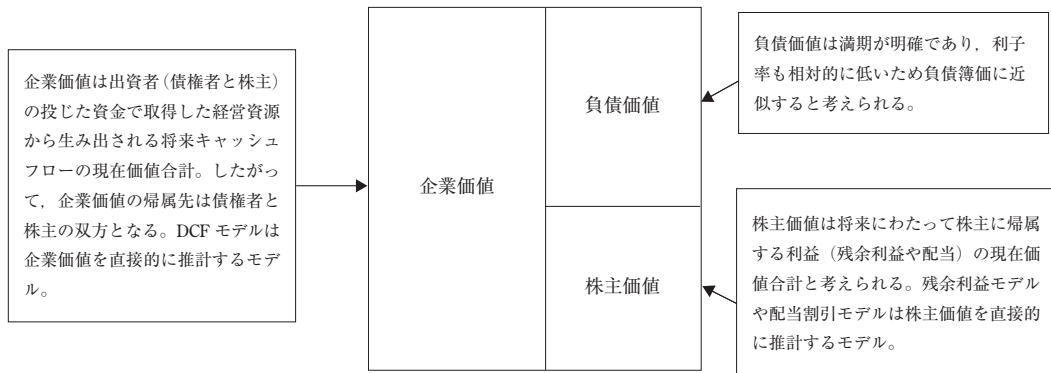 企業価値は出資者（債権者と株主）
の投じた資金で取得した経営資源
から生み出される将来キャッシュ
フローの現在価値合計。したがっ
て，企業価値の帰属先は債権者と
株主の双方となる。DCF モデルは
企業価値を直接的に推計するモデ
ル。
企業価値
負債価値
株主価値
負債価値は満期が明確であり，利子
率も相対的に低いため負債簿価に近
似すると考えられる。
株主価値は将来にわたって株主に帰属
する利益（残余利益や配当）の現在価
値合計と考えられる。残余利益モデル
や配当割引モデルは株主価値を直接的
に推計するモデル。